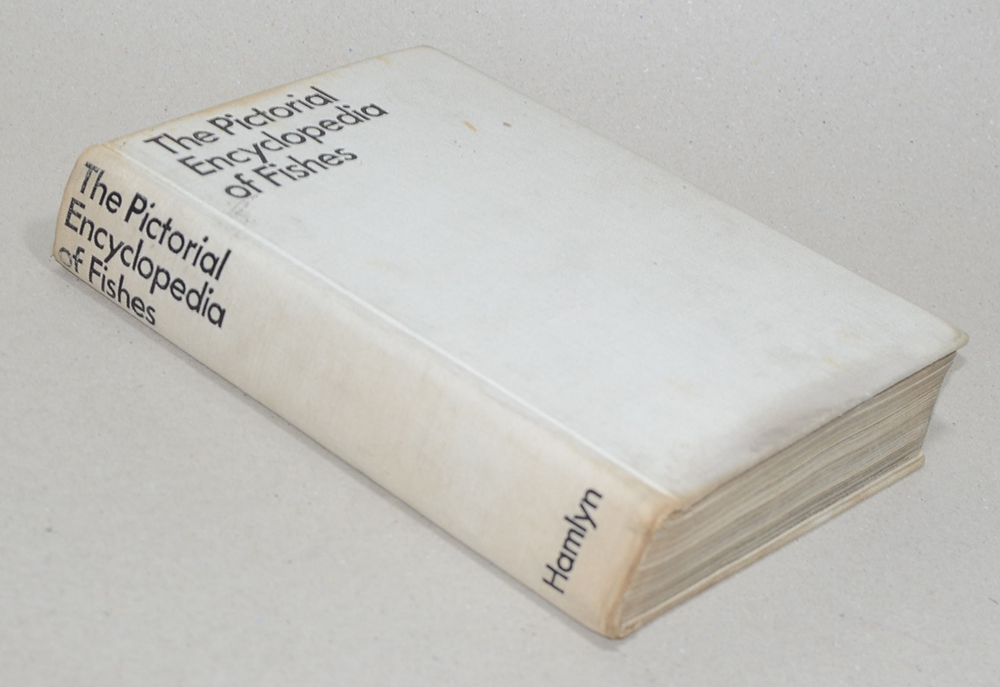 The Pictorial
Encyclopedia
of Fishes
The Pictorial
Encyclopedia
of Fishes
Hamlyn